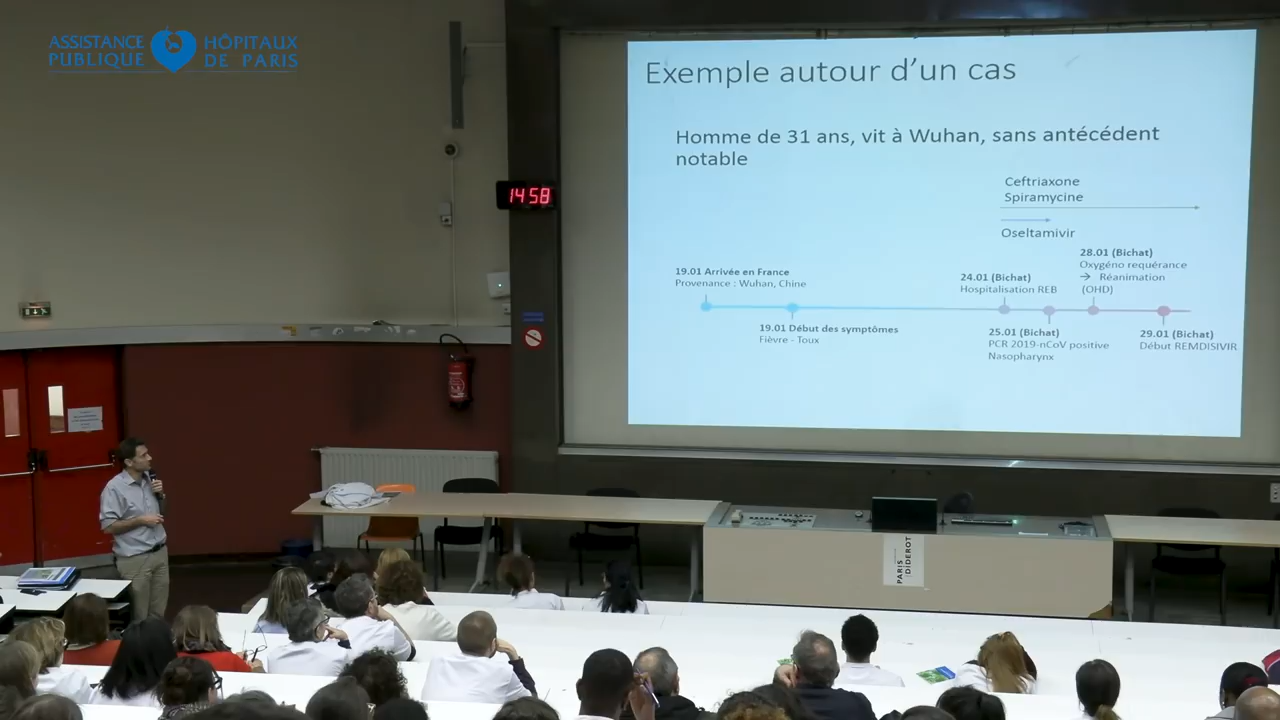 ASSISTANCE
PUBLIQUE
HÔPITAUX
DE PARIS
Exemple autour d'un cas
Homme de 31 ans, vit à Wuhan, sans antécédent
notable
14 58
Ceftriaxone
Spiramycine
Oseltamivir
28.01 (Bichat)
Oxygéno requérance
→ Réanimation
(OHD)
19.01 Arrivée en France
Provenance : Wuhan, Chine
24.01 (Bichat)
Hospitalisation REB
19.01 Début des symptômes
Fièvre - Toux
25.01 (Bichat)
PCR 2019-nCoV positive
Nasopharynx
29.01 (Bichat)
Début REMDISIVIR
PARIS
DIDEROT